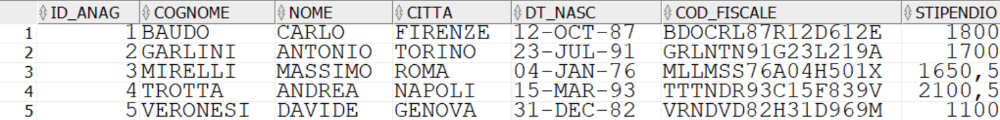 ID_ANAG COGNOME NOME CITTA DT_NASC COD_FISCALE STIPENDIO
1 1 BAUDO CARLO FIRENZE 12-OCT-87 BDOCRL87R12D612E 1800
2 2 GARLINI ANTONIO TORINO 23-JUL-91 GRLNTN91G23L219A 1700
3 3 MIRELLI MASSIMO ROMA 04-JAN-76 MLLMSS76A04H501X 1650,5
4 4 TROTTA ANDREA NAPOLI 15-MAR-93 TTTNDR93C15F839V 2100,5
5 5 VERONESI DAVIDE GENOVA 31-DEC-82 VRNDVD82H31D969M 1100